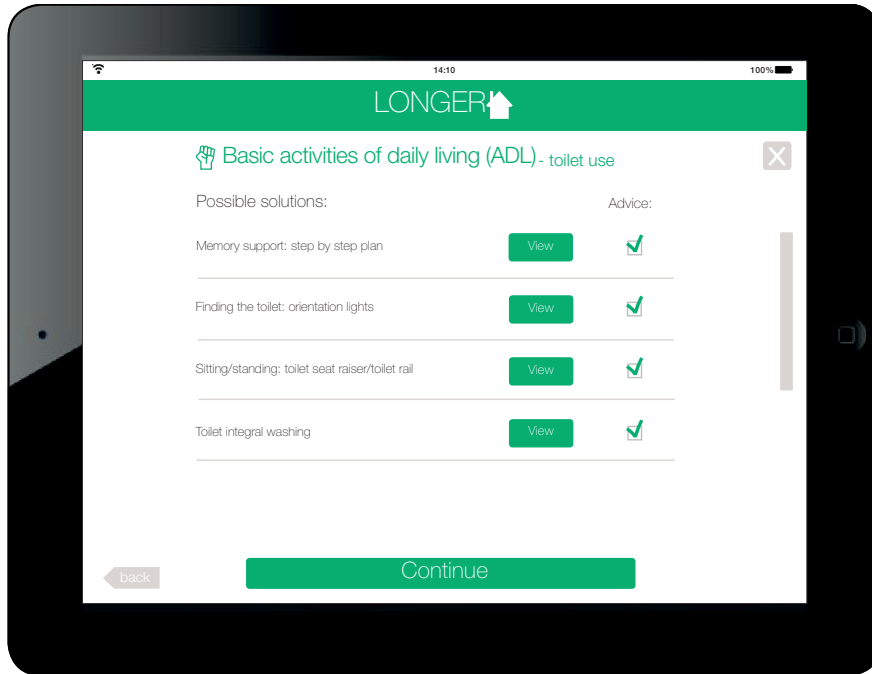 14:10 100%
LONGER
Basic activities of daily living (ADL) - toilet use
Possible solutions: Advice:
Memory support: step by step plan View
Finding the toilet: orientation lights View
Sitting/standing: toilet seat raiser/toilet rail View
Toilet integral washing View
Continue
back